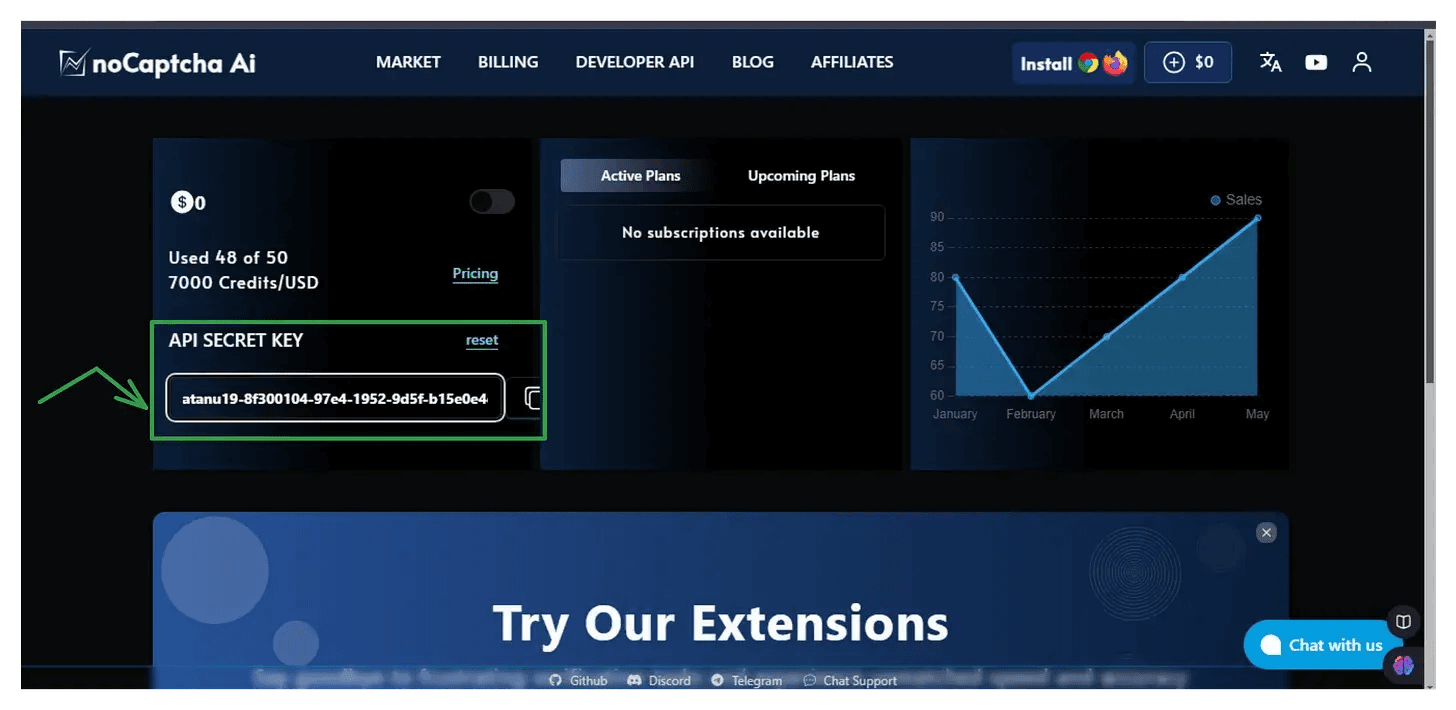 noCaptcha Ai
MARKET BILLING DEVELOPER API BLOG AFFILIATES
Install
$0
$0
Used 48 of 50
7000 Credits/USD
Pricing
API SECRET KEY
reset
atanu19-8f300104-97e4-1952-9d5f-b15e0e4
Active Plans
Upcoming Plans
No subscriptions available
Sales
90
85
80
75
70
65
60
January February March April May
Try Our Extensions
Chat with us
Github Discord Telegram Chat Support